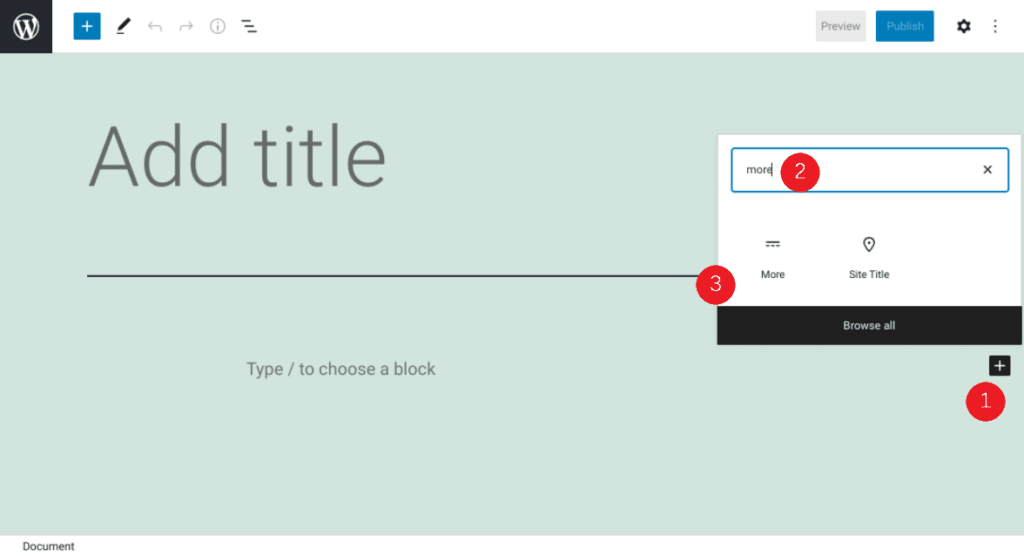 Preview
Publish
Add title
more
2
More
Site Title
3
Browse all
Type / to choose a block
1
Document